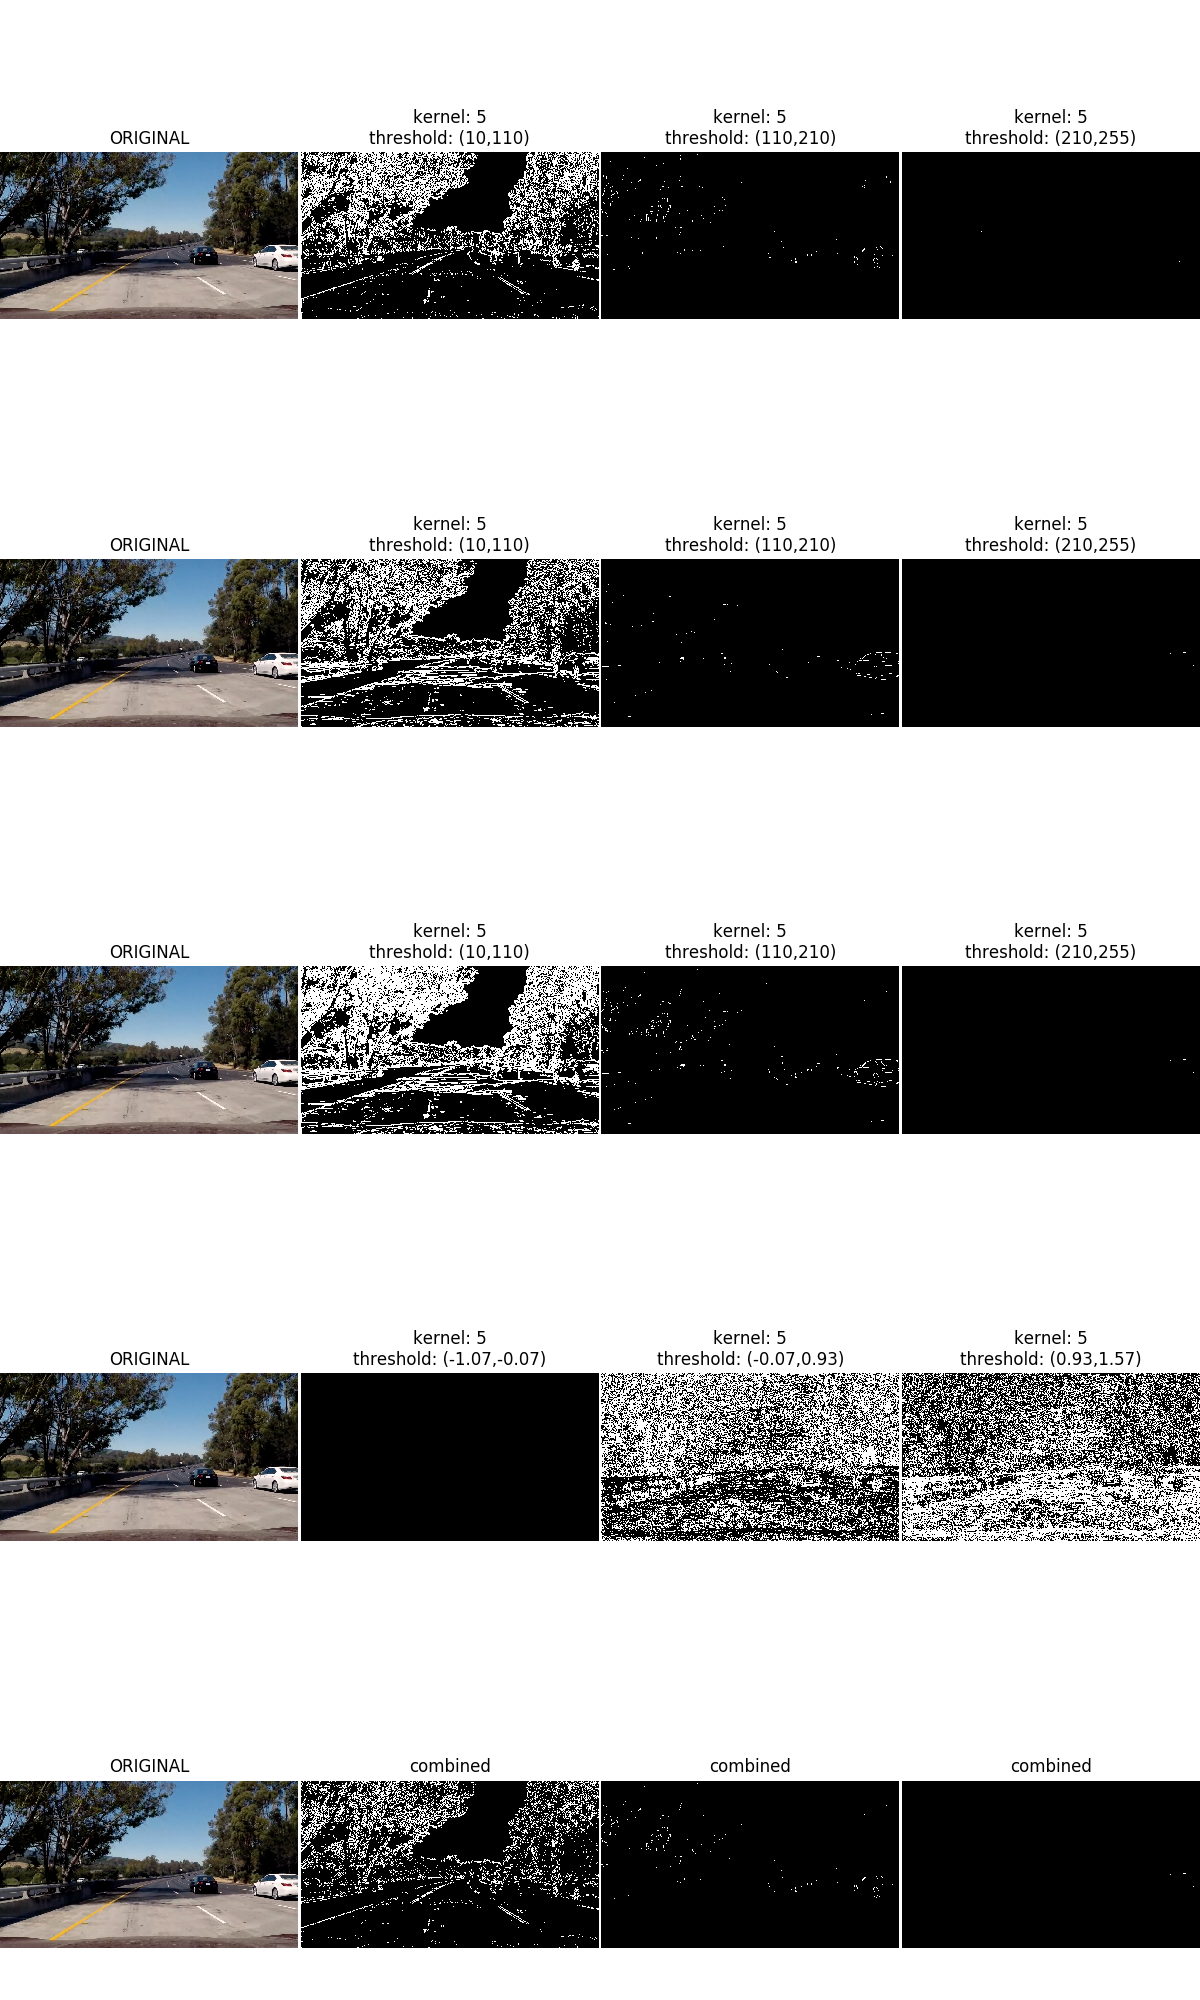 kernel: 5
kernel: 5
kernel: 5
ORIGINAL
threshold: (10,110)
threshold: (110,210)
threshold: (210,255)
kernel: 5
kernel: 5
kernel: 5
ORIGINAL
threshold: (10,110)
threshold: (110,210)
threshold: (210,255)
kernel: 5
kernel: 5
kernel: 5
ORIGINAL
threshold: (10,110)
threshold: (110,210)
threshold: (210,255)
kernel: 5
kernel: 5
kernel: 5
ORIGINAL
threshold: (-1.07,-0.07)
threshold: (-0.07,0.93)
threshold: (0.93,1.57)
ORIGINAL
combined
combined
combined